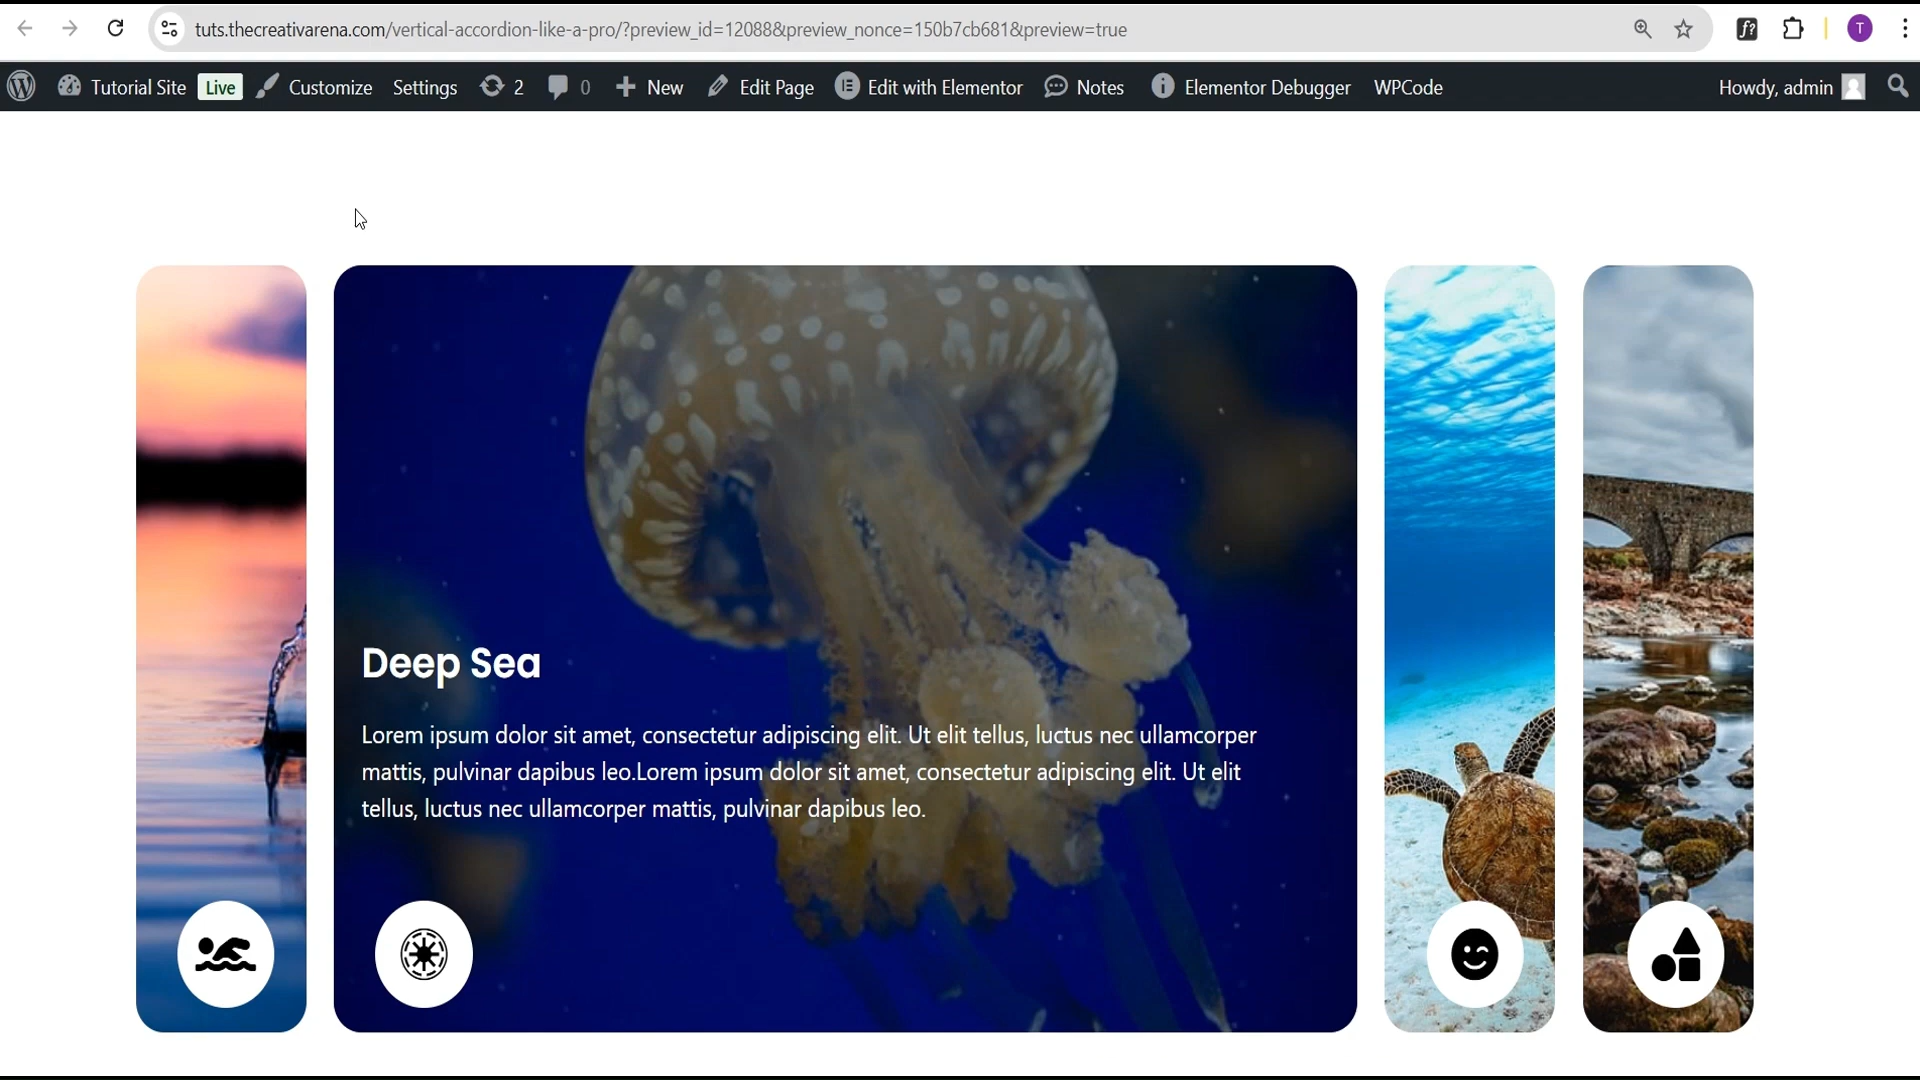 tuts.thecreativarena.com/vertical-accordion-like-a-pro/?preview_id=12088&preview_nonce=150b7cb681&preview=true
f?
T
Tutorial Site Live Customize Settings 2 0 New Edit Page Edit with Elementor Notes Elementor Debugger WPCode Howdy, admin
Deep Sea
Lorem ipsum dolor sit amet, consectetur adipiscing elit. Ut elit tellus, luctus nec ullamcorper
mattis, pulvinar dapibus leo.Lorem ipsum dolor sit amet, consectetur adipiscing elit. Ut elit
tellus, luctus nec ullamcorper mattis, pulvinar dapibus leo.